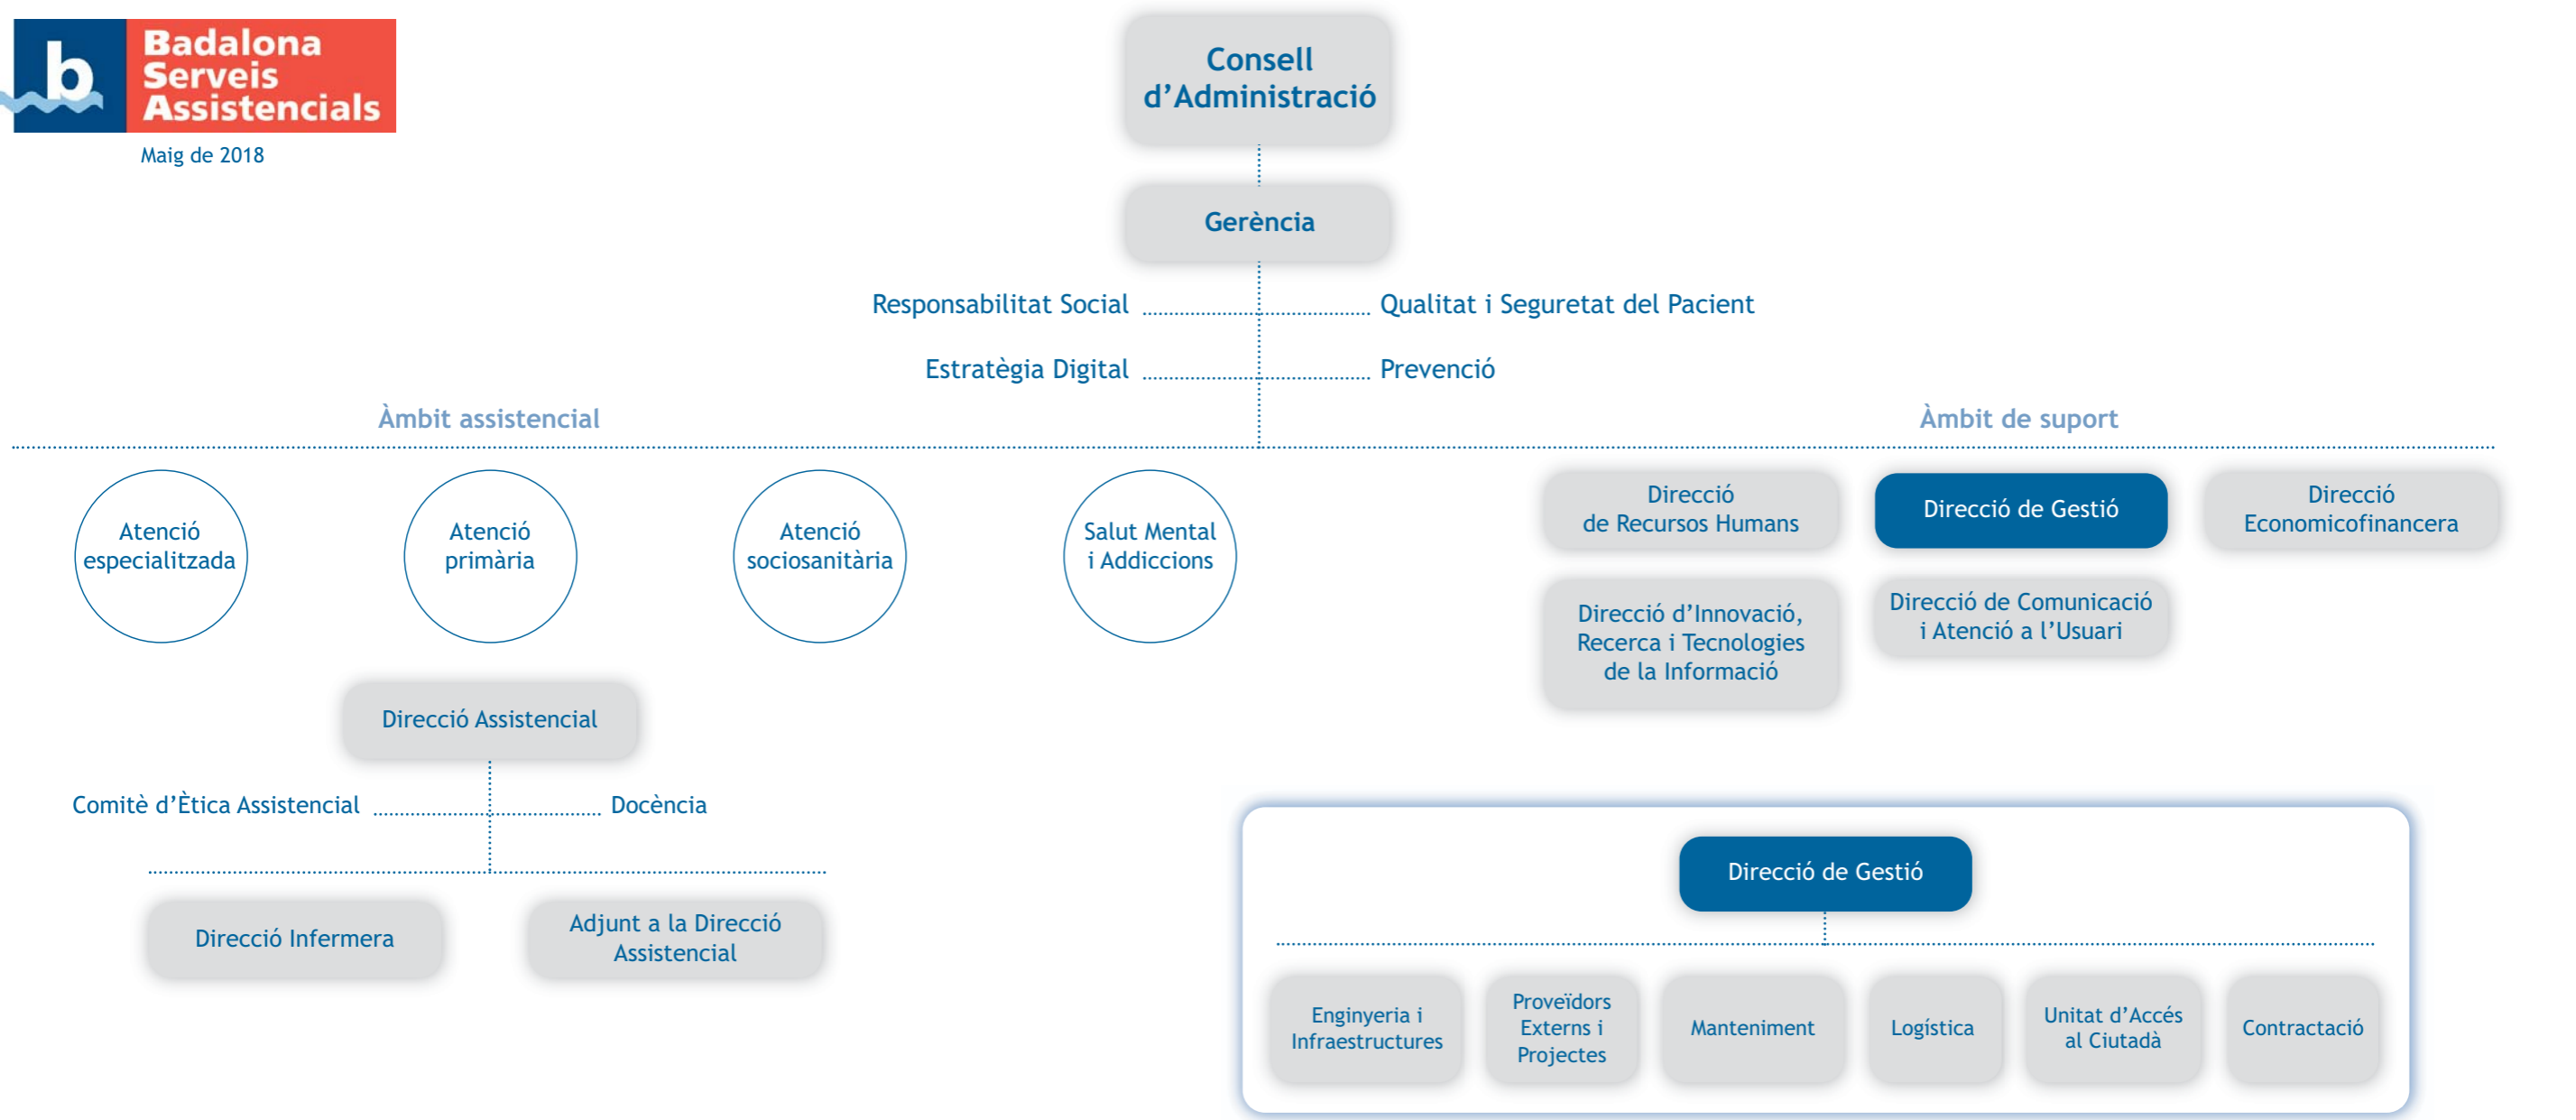 Badalona
Serveis
Assistencials
b
Maig de 2018
Consell
d’Administració
Gerència
Responsabilitat Social
Qualitat i Seguretat del Pacient
Estratègia Digital
Prevenció
Àmbit assistencial
Àmbit de suport
Atenció
especialitzada
Atenció
primària
Atenció
sociosanitària
Salut Mental
i Addiccions
Direcció
de Recursos Humans
Direcció de Gestió
Direcció
Economicofinancera
Direcció d’Innovació,
Recerca i Tecnologies
de la Informació
Direcció de Comunicació
i Atenció a l’Usuari
Direcció Assistencial
Comitè d’Ètica Assistencial
Docència
Direcció Infermera
Adjunt a la Direcció
Assistencial
Direcció de Gestió
Enginyeria i
Infraestructures
Proveïdors
Externs i
Projectes
Manteniment
Logística
Unitat d’Accés
al Ciutadà
Contractació